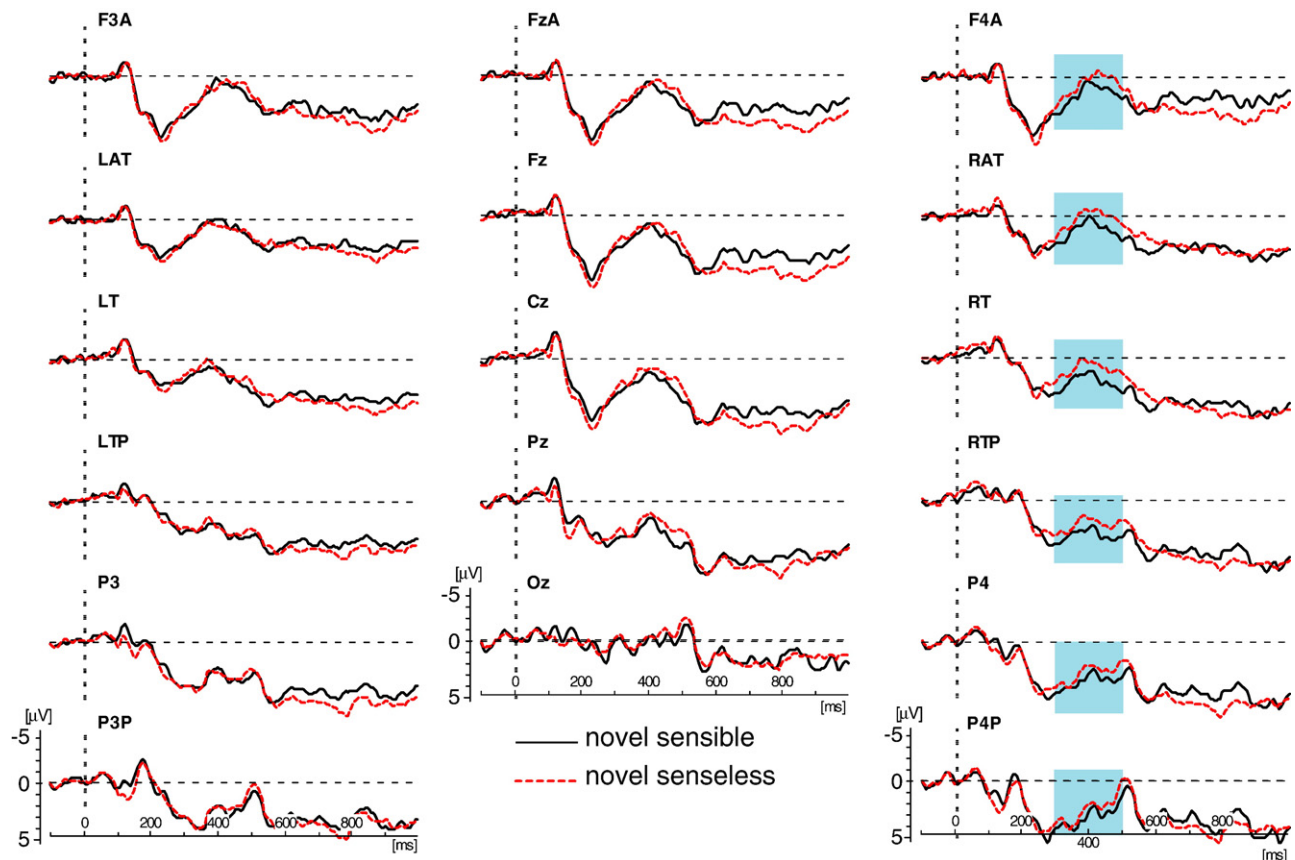 F3A FzA F4A
LAT Fz RAT
LT Cz RT
LTP Pz RTP
[µV]
-5
P3 Oz P4
0
0 200 400 600 800
5
[ms]
[µV] [µV]
P3P P4P
-5 -5
novel sensible
0 0
novel senseless
0 200 400 600 800 0 200 400 600 800
5 5
[ms] [ms]